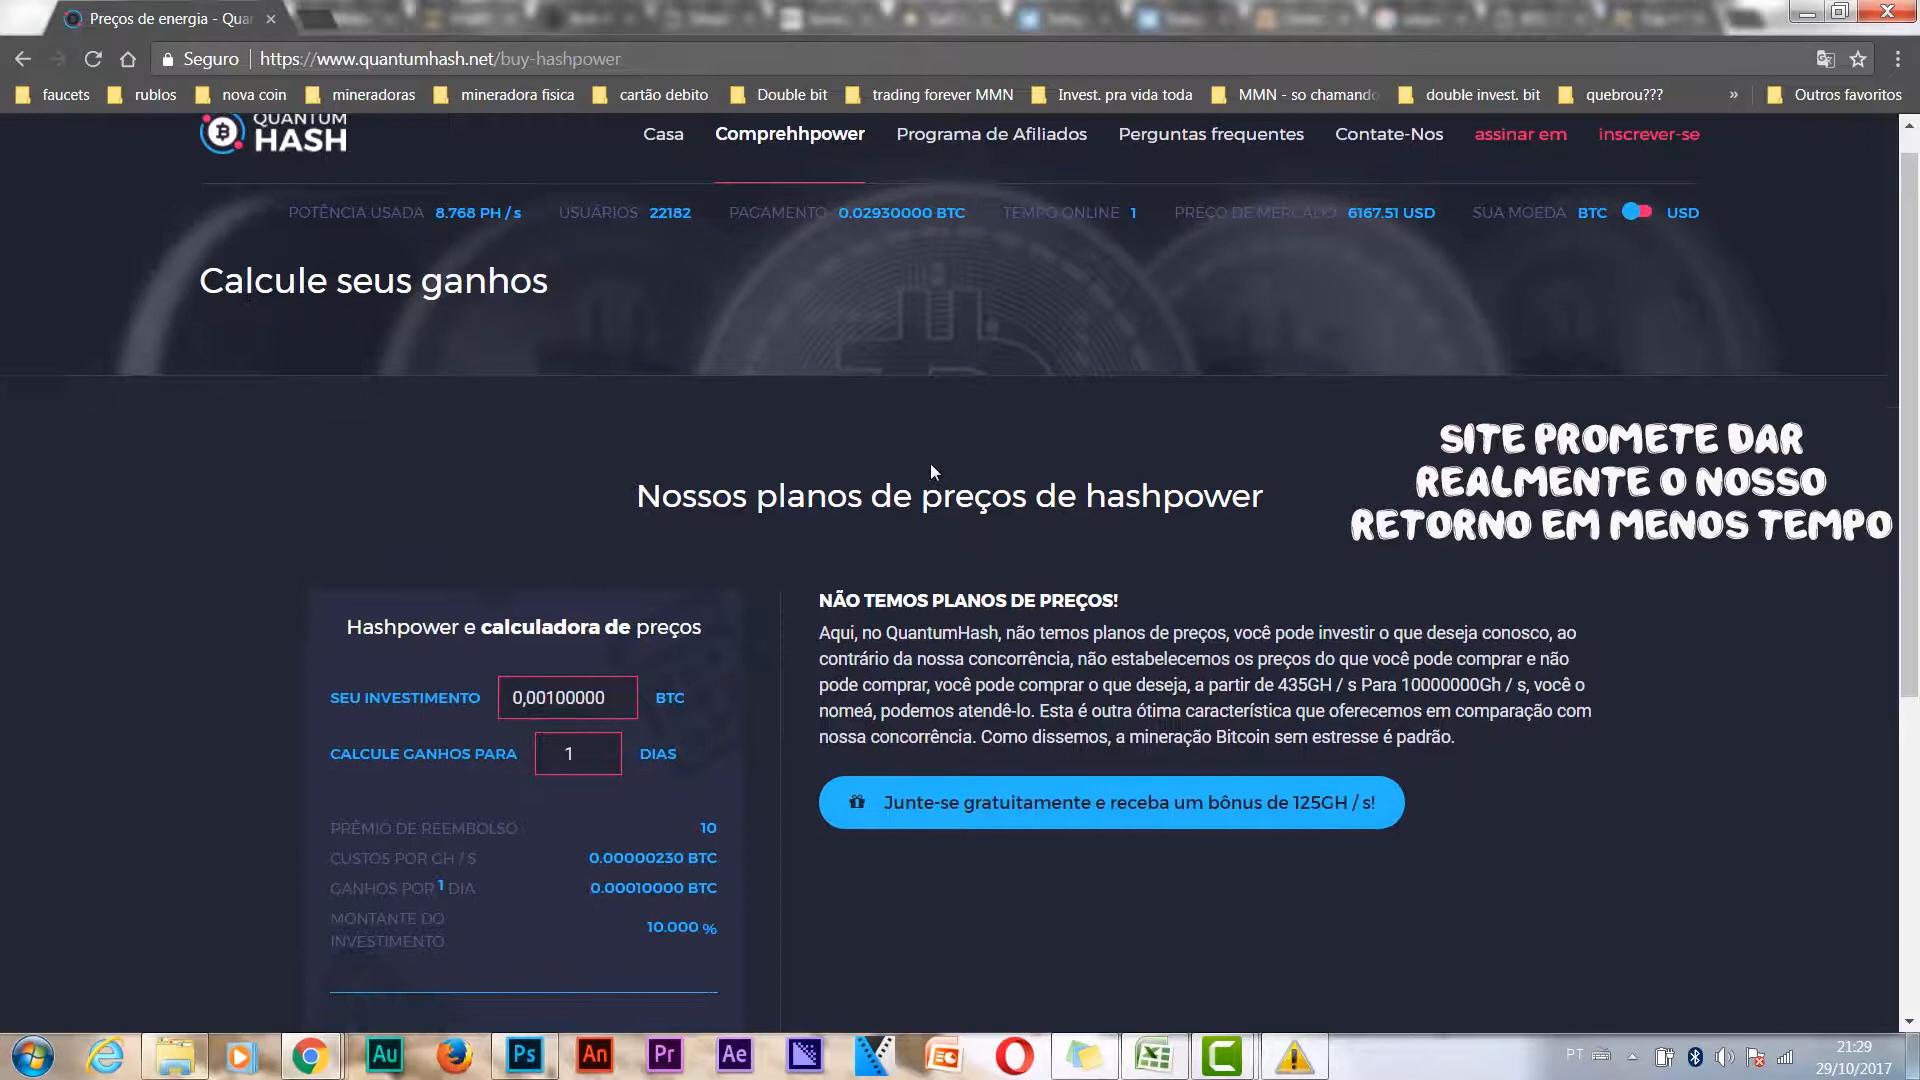 Preços de energia - Qua
Seguro
https://www.quantumhash.net/buy-hashpower
faucets
rublos
nova coin
mineradoras
mineradora fisica
cartão debito
Double bit
trading forever MMN
Invest. pra vida toda
MMN - so chamando
double invest. bit
quebrou???
»
Outros favoritos
QUANTUM
HASH
Casa
Comprehhpower
Programa de Afiliados
Perguntas frequentes
Contate-Nos
assinar em
inscrever-se
POTÊNCIA USADA 8.768 PH / s
USUÁRIOS 22182
PAGAMENTO 0.02930000 BTC
TEMPO ONLINE 1
PREÇO DE MERCADO 6167.51 USD
SUA MOEDA BTC USD
Calcule seus ganhos
SITE PROMETE DAR
REALMENTE O NOSSO
RETORNO EM MENOS TEMPO
Nossos planos de preços de hashpower
Hashpower e calculadora de preços
SEU INVESTIMENTO 0,00100000 BTC
CALCULE GANHOS PARA 1 DIAS
PRÊMIO DE REEMBOLSO 10
CUSTOS POR GH / S 0.00000230 BTC
GANHOS POR 1 DIA 0.00010000 BTC
MONTANTE DO
INVESTIMENTO
10.000 %
NÃO TEMOS PLANOS DE PREÇOS!
Aqui, no QuantumHash, não temos planos de preços, você pode investir o que deseja conosco, ao
contrário da nossa concorrência, não estabelecemos os preços do que você pode comprar e não
pode comprar, você pode comprar o que deseja, a partir de 435GH / s Para 10000000Gh / s, você o
nomeá, podemos atendê-lo. Esta é outra ótima característica que oferecemos em comparação com
nossa concorrência. Como dissemos, a mineração Bitcoin sem estresse é padrão.
Junte-se gratuitamente e receba um bônus de 125GH / s!
Au
Ps
An
Pr
Ae
PT
21:29
29/10/2017